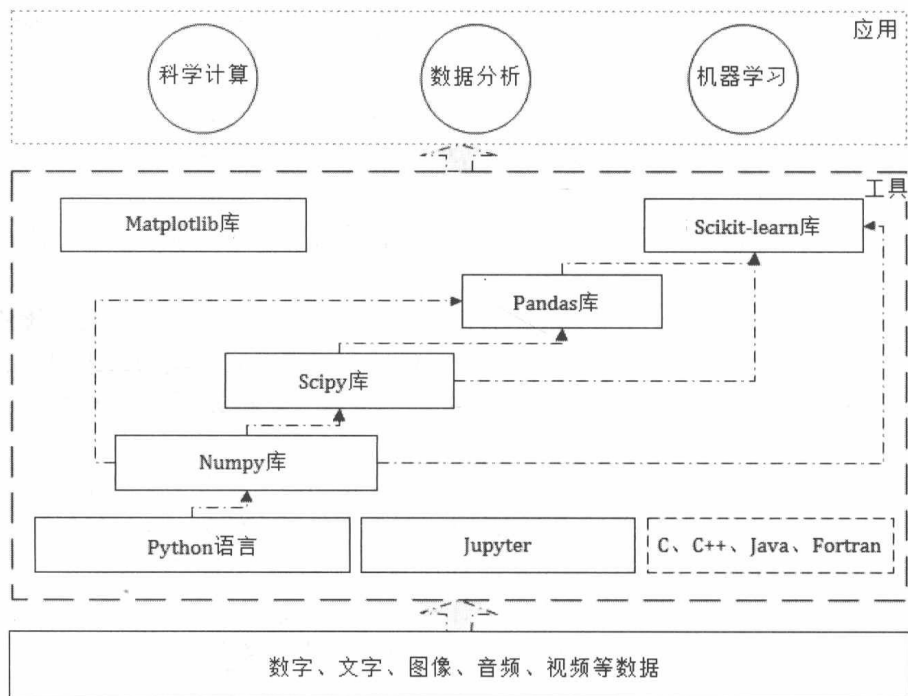 应用
科学计算
数据分析
机器学习
工具
Matplotlib库
Scikit-learn库
Pandas库
Scipy库
Numpy库
Python语言
Jupyter
C、C++、Java、Fortran
数字、文字、图像、音频、视频等数据